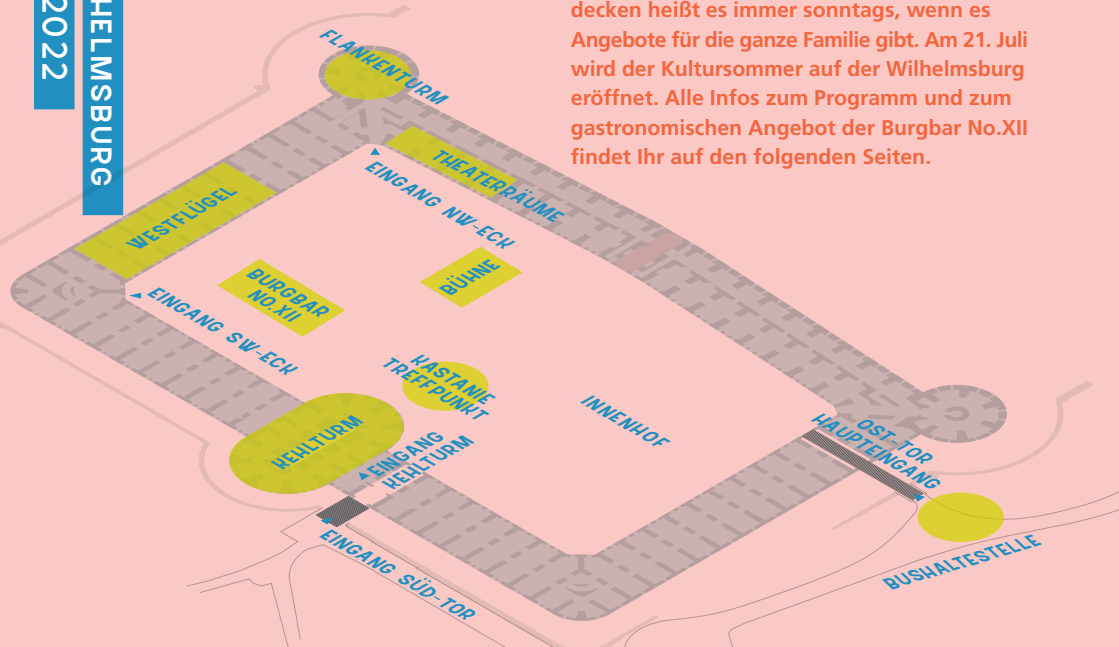 HELMSBURG
2022
decken heißt es immer sonntags, wenn es
Angebote für die ganze Familie gibt. Am 21. Juli
wird der Kultursommer auf der Wilhelmsburg
eröffnet. Alle Infos zum Programm und zum
gastronomischen Angebot der Burgbar No.XII
findet Ihr auf den folgenden Seiten.
FLANKENTURM
THEATERRÄUME
EINGANG NW-ECK
WESTFLÜGEL
BÜHNE
BURGBAR
NO.XII
EINGANG SW-ECK
KASTANIE
TREFFPUNKT
INNENHOF
KEHLTURM
EINGANG
KEHLTURM
OST-TOR
HAUPTEINGANG
EINGANG SÜD-TOR
BUSHALTESTELLE